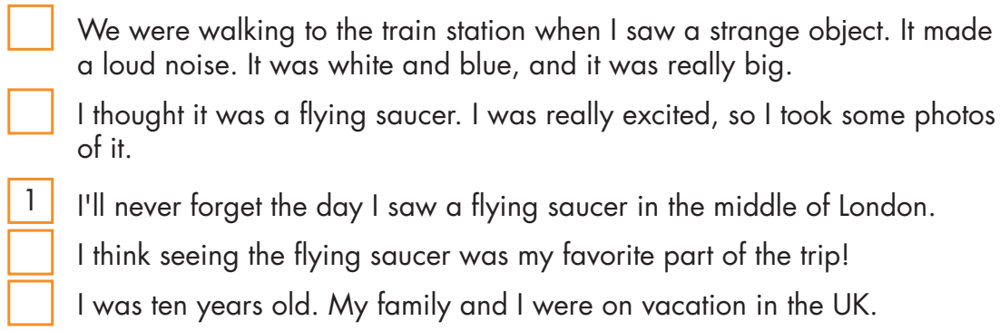 We were walking to the train station when I saw a strange object. It made
a loud noise. It was white and blue, and it was really big.
I thought it was a flying saucer. I was really excited, so I took some photos
of it.
1 I'll never forget the day I saw a flying saucer in the middle of London.
I think seeing the flying saucer was my favorite part of the trip!
I was ten years old. My family and I were on vacation in the UK.